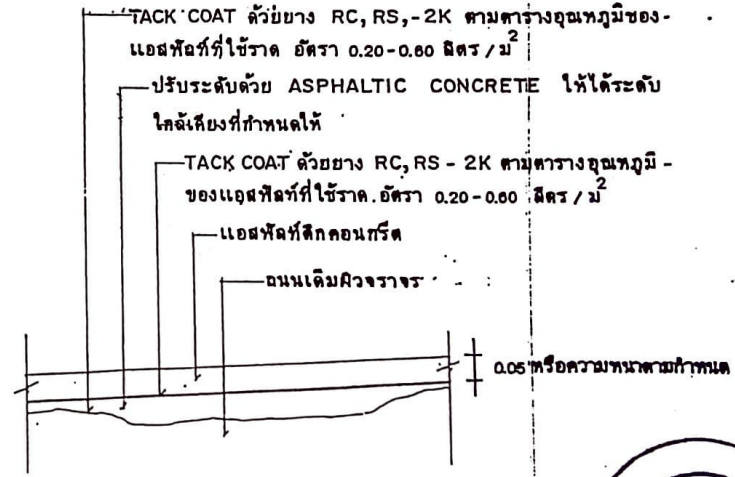 TACK COAT ด้วยยาง RC, RS, -2K ตามตารางอุณหภูมิของ-
แอสฟัลท์ที่ใช้ราด อัตรา 0.20-0.60 ลิตร / ม²
ปรับระดับด้วย ASPHALTIC CONCRETE ให้ได้ระดับ
ใกล้เคียงที่กำหนดให้
TACK COAT ด้วยยาง RC, RS - 2K ตามตารางอุณหภูมิ -
ของแอสฟัลท์ที่ใช้ราด.อัตรา 0.20-0.60 ลิตร / ม²
แอสฟัลท์ติกคอนกรีต
ถนนเดิมผิวจราจร
0.05 หรือความหนาตามกำหนด